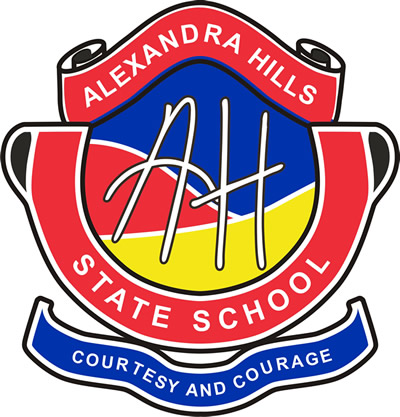 ALEXANDRA HILLS
AH
STATE SCHOOL
COURTESY AND COURAGE